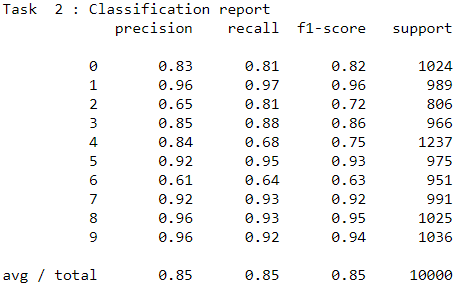 Task  2 : Classification report
             precision    recall  f1-score   support

          0       0.83      0.81      0.82      1024
          1       0.96      0.97      0.96       989
          2       0.65      0.81      0.72       806
          3       0.85      0.88      0.86       966
          4       0.84      0.68      0.75      1237
          5       0.92      0.95      0.93       975
          6       0.61      0.64      0.63       951
          7       0.92      0.93      0.92       991
          8       0.96      0.93      0.95      1025
          9       0.96      0.92      0.94      1036

avg / total       0.85      0.85      0.85     10000